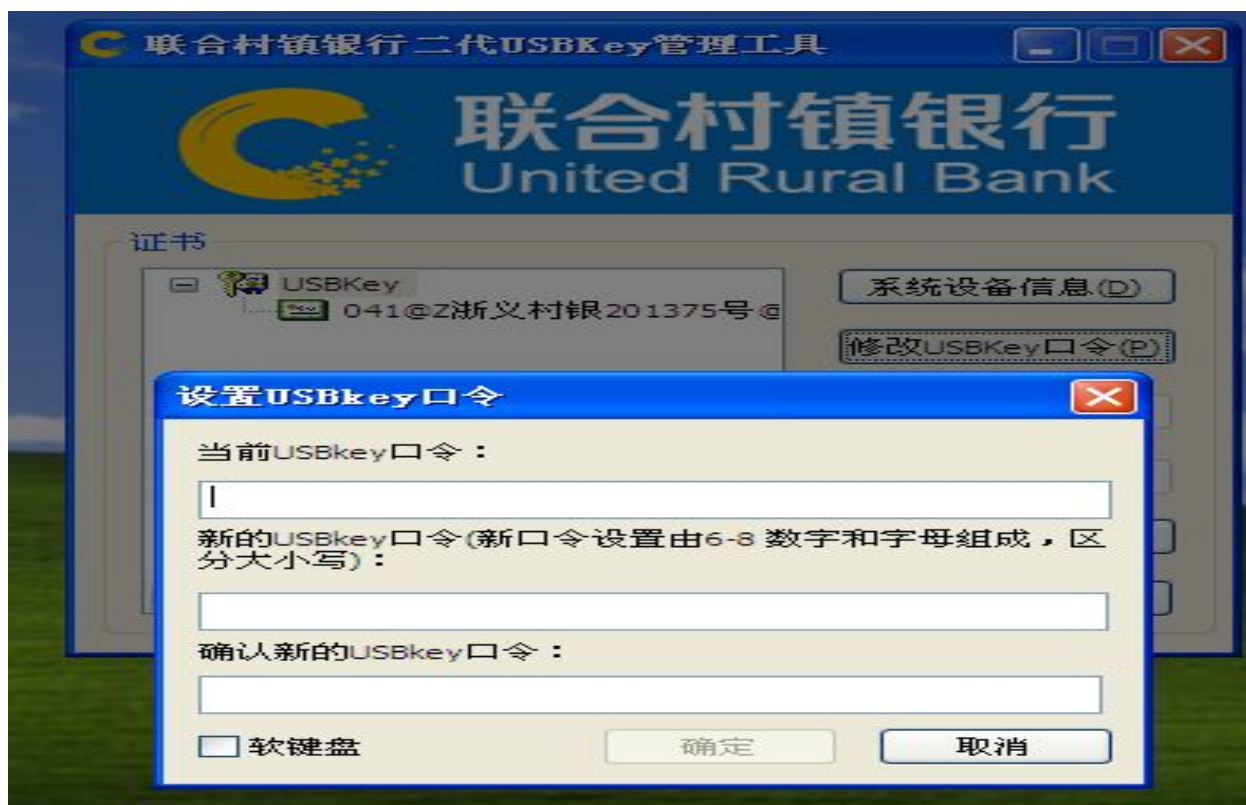 联合村镇银行二代USBKey管理工具
联合村镇银行
United Rural Bank
证书
USBKey
系统设备信息(D)
041@Z浙义村银201375号@
修改USBKey口令(P)
设置USBkey口令
当前USBkey口令：
新的USBkey口令(新口令设置由6-8 数字和字母组成，区
分大小写)：
确认新的USBkey口令：
软键盘
确定
取消